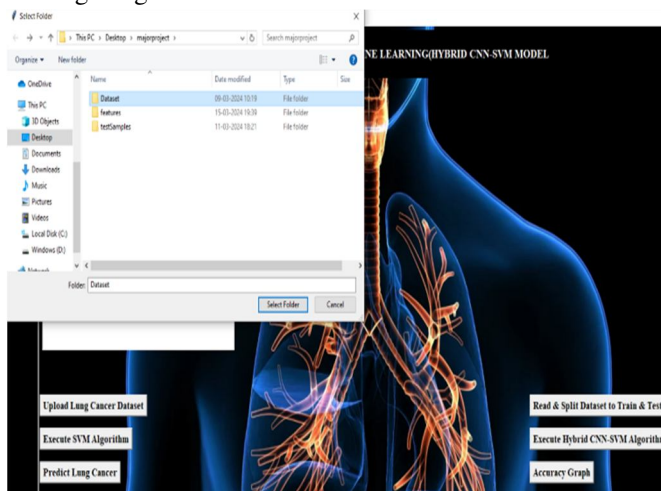 Select Folder
This PC > Desktop > majorproject >
Search majorproject
Organize
New folder
Name
Date modified
Type
Size
OneDrive
This PC
3D Objects
Desktop
Documents
Downloads
Music
Pictures
Videos
Local Disk (C:)
Windows (D:)
Network
Dataset
09-03-2024 10:19
File folder
features
15-03-2024 19:39
File folder
testSamples
11-03-2024 18:21
File folder
Folder:
Dataset
Select Folder
Cancel
NE LEARNING(HYBRID CNN-SVM MODEL
Upload Lung Cancer Dataset
Read & Split Dataset to Train & Test
Execute SVM Algorithm
Execute Hybrid CNN-SVM Algorithm
Predict Lung Cancer
Accuracy Graph